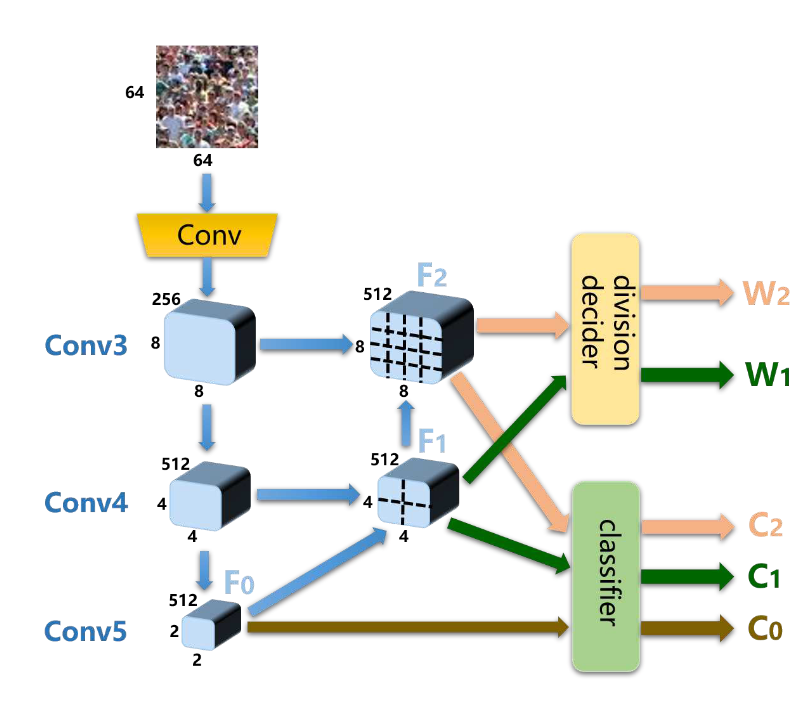 64
64
Conv
256
Conv3
8
8
F2
512
8
8
division
decider
W2
W1
512
Conv4
4
4
F1
512
4
4
F0
512
Conv5
2
2
classifier
C2
C1
C0